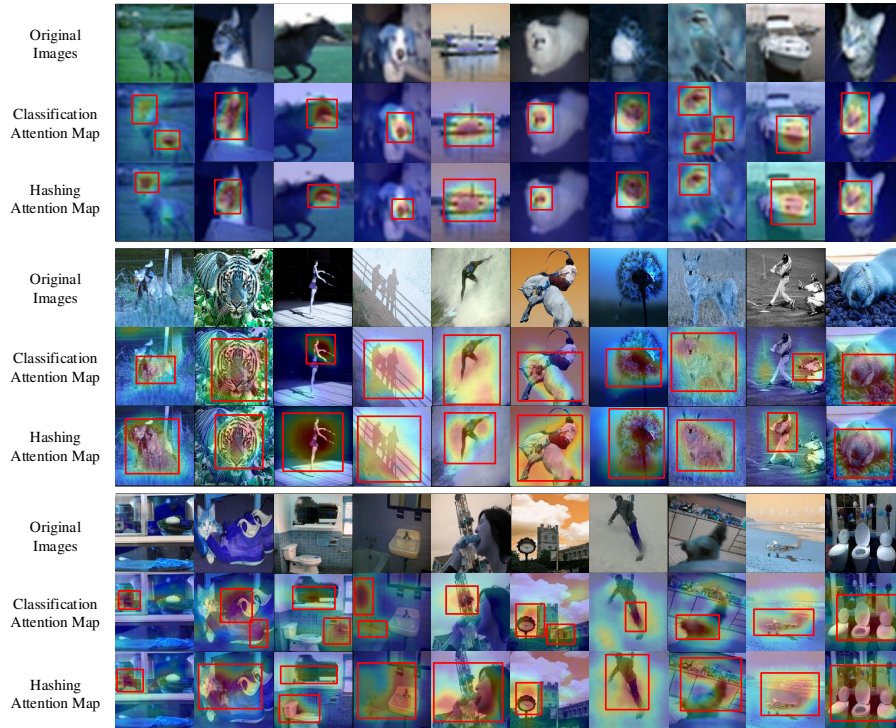 Original
Images
Classification
Attention Map
Hashing
Attention Map
Original
Images
Classification
Attention Map
Hashing
Attention Map
Original
Images
Classification
Attention Map
Hashing
Attention Map